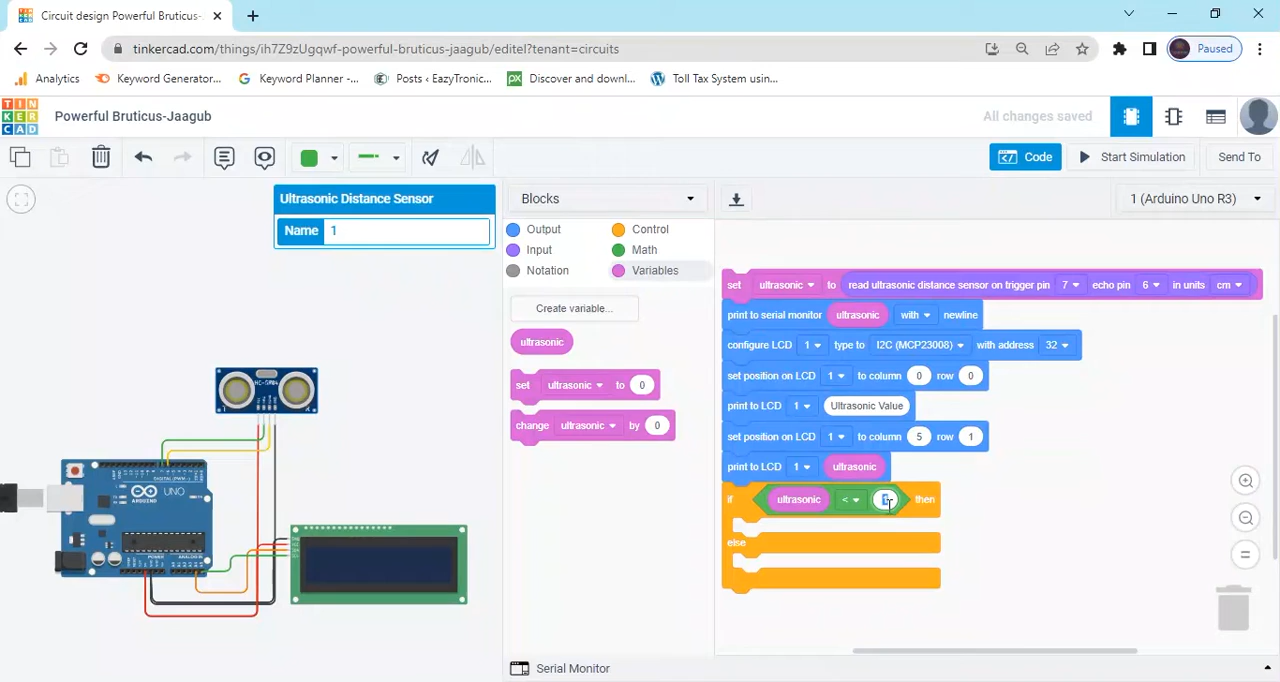 Circuit design Powerful Bruticus-
tinkercad.com/things/ih7Z9zUgqwf-powerful-bruticus-jaagub/editel?tenant=circuits
Paused
Analytics
Keyword Generator...
Keyword Planner -...
Posts ‹ EazyTronic...
Discover and downl...
Toll Tax System usin...
TIN
KER
CAD
Powerful Bruticus-Jaagub
All changes saved
Code
Start Simulation
Send To
Ultrasonic Distance Sensor
Name 1
Blocks
1 (Arduino Uno R3)
Output
Control
Input
Math
Notation
Variables
Create variable...
ultrasonic
set ultrasonic to 0
change ultrasonic by 0
set ultrasonic to read ultrasonic distance sensor on trigger pin 7 echo pin 6 in units cm
print to serial monitor ultrasonic with newline
configure LCD 1 type to I2C (MCP23008) with address 32
set position on LCD 1 to column 0 row 0
print to LCD 1 Ultrasonic Value
set position on LCD 1 to column 5 row 1
print to LCD 1 ultrasonic
if ultrasonic < then
else
HC-SR04
UNO
ARDUINO
Serial Monitor